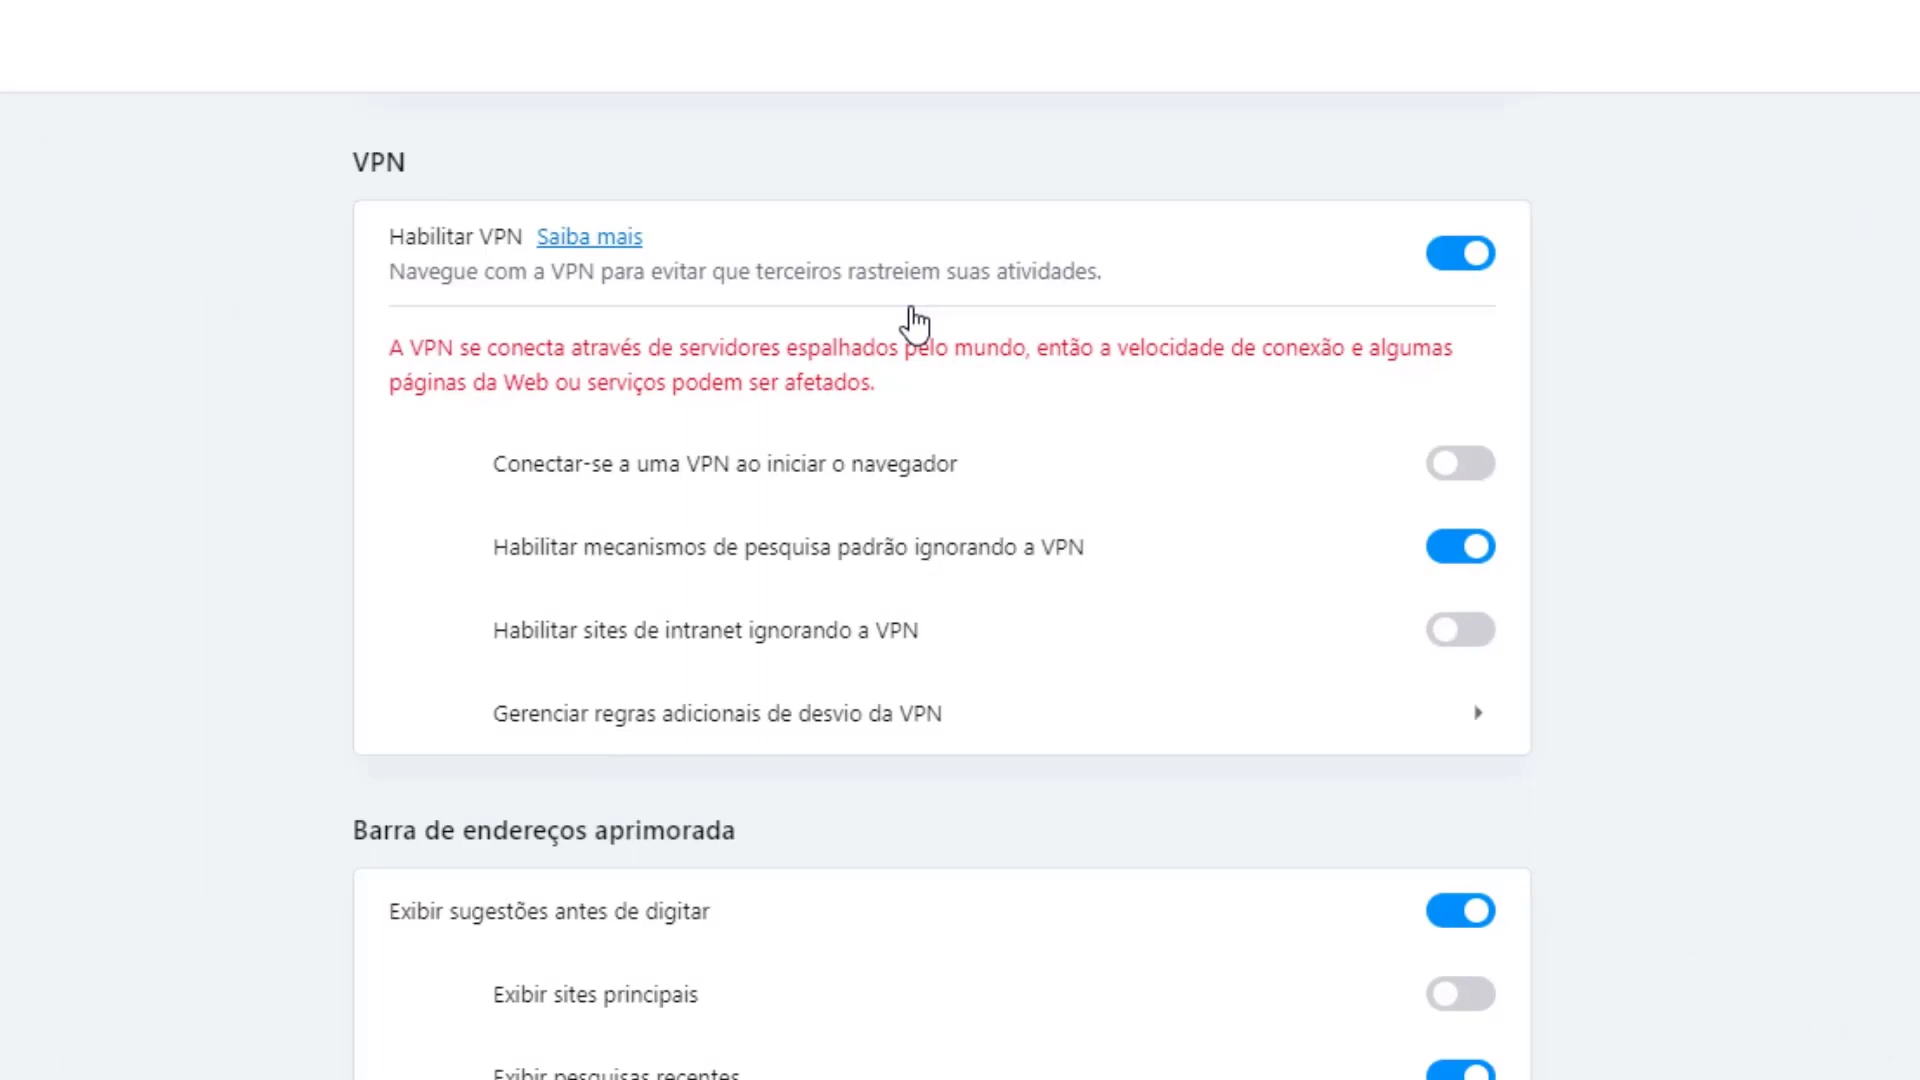 VPN
Habilitar VPN Saiba mais
Navegue com a VPN para evitar que terceiros rastreiem suas atividades.
A VPN se conecta através de servidores espalhados pelo mundo, então a velocidade de conexão e algumas
páginas da Web ou serviços podem ser afetados.
Conectar-se a uma VPN ao iniciar o navegador
Habilitar mecanismos de pesquisa padrão ignorando a VPN
Habilitar sites de intranet ignorando a VPN
Gerenciar regras adicionais de desvio da VPN
Barra de endereços aprimorada
Exibir sugestões antes de digitar
Exibir sites principais
Exibir pesquisas recentes